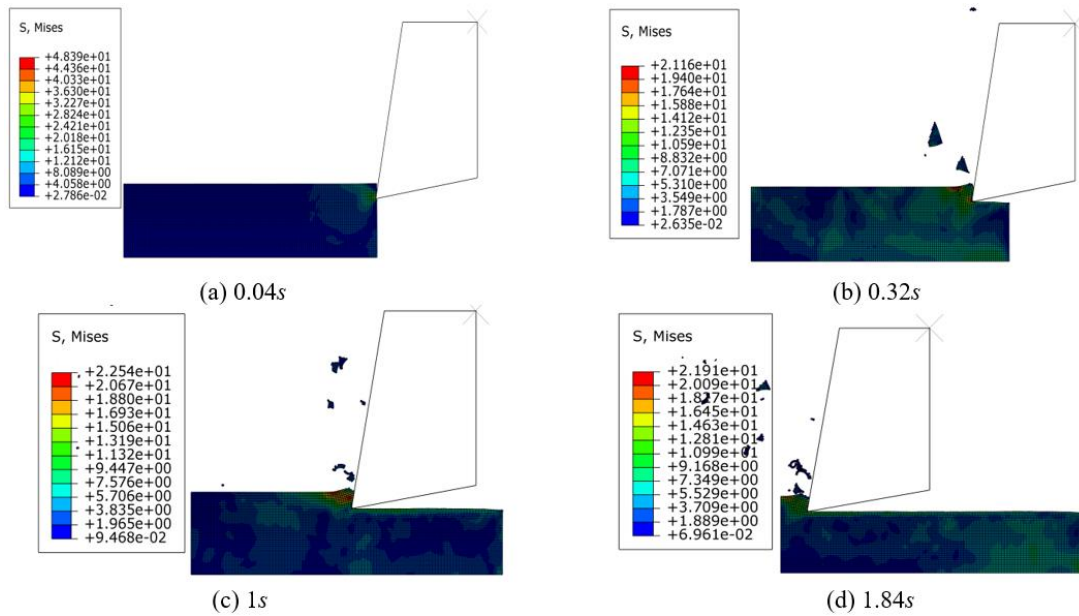 S, Mises
+4.839e+01
+4.436e+01
+4.033e+01
+3.630e+01
+3.227e+01
+2.824e+01
+2.421e+01
+2.018e+01
+1.615e+01
+1.212e+01
+8.089e+00
+4.058e+00
+2.786e-02
(a) 0.04s
S, Mises
+2.116e+01
+1.940e+01
+1.764e+01
+1.588e+01
+1.412e+01
+1.235e+01
+1.059e+01
+8.832e+00
+7.071e+00
+5.310e+00
+3.549e+00
+1.787e+00
+2.635e-02
(b) 0.32s
S, Mises
+2.254e+01
+2.067e+01
+1.880e+01
+1.693e+01
+1.506e+01
+1.319e+01
+1.132e+01
+9.447e+00
+7.576e+00
+5.706e+00
+3.835e+00
+1.965e+00
+9.468e-02
(c) 1s
S, Mises
+2.191e+01
+2.009e+01
+1.827e+01
+1.645e+01
+1.463e+01
+1.281e+01
+1.099e+01
+9.168e+00
+7.349e+00
+5.529e+00
+3.709e+00
+1.889e+00
+6.961e-02
(d) 1.84s